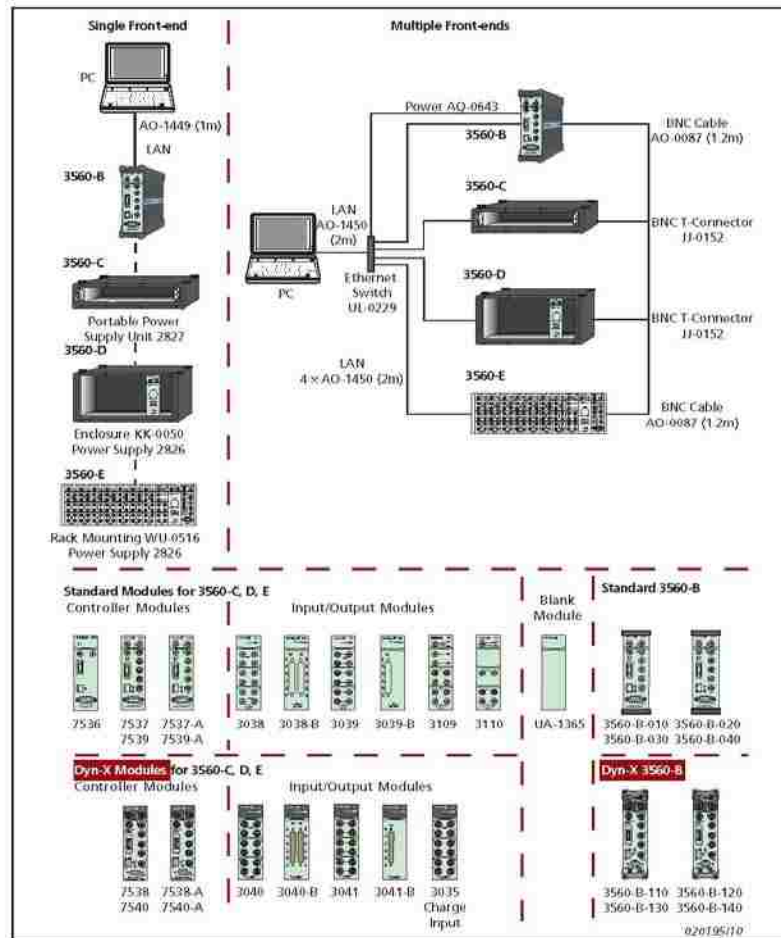 Single Front-end
PC
AO-1449 (1m)
LAN
3560-B
3560-C
Portable Power
Supply Unit 2827
3560-D
Enclosure KK-0050
Power Supply 2826
3560-E
Rack Mounting WU-0516
Power Supply 2826
Multiple Front-ends
Power AQ-0643
3560-B
BNC Cable
AO-0087 (1.2m)
3560-C
LAN
AO-1450
(2m)
BNC T-Connector
JJ-0152
PC
Ethernet
Switch
UL-0229
3560-D
BNC T-Connector
JJ-0152
LAN
4 × AO-1450 (2m)
3560-E
BNC Cable
AO-0087 (1.2m)
Standard Modules for 3560-C, D, E
Controller Modules
7536
7537
7539
7537-A
7539-A
Input/Output Modules
3038
3038-B
3039
3039-B
3109
3110
Blank
Module
UA-1365
Standard 3560-B
3560-B-010
3560-B-030
3560-B-020
3560-B-040
Dyn-X Modules for 3560-C, D, E
Controller Modules
7538
7540
7538-A
7540-A
Input/Output Modules
3040
3040-B
3041
3041-B
3035
Charge
Input
Dyn-X 3560-B
3560-B-110
3560-B-130
3560-B-120
3560-B-140
020195/10